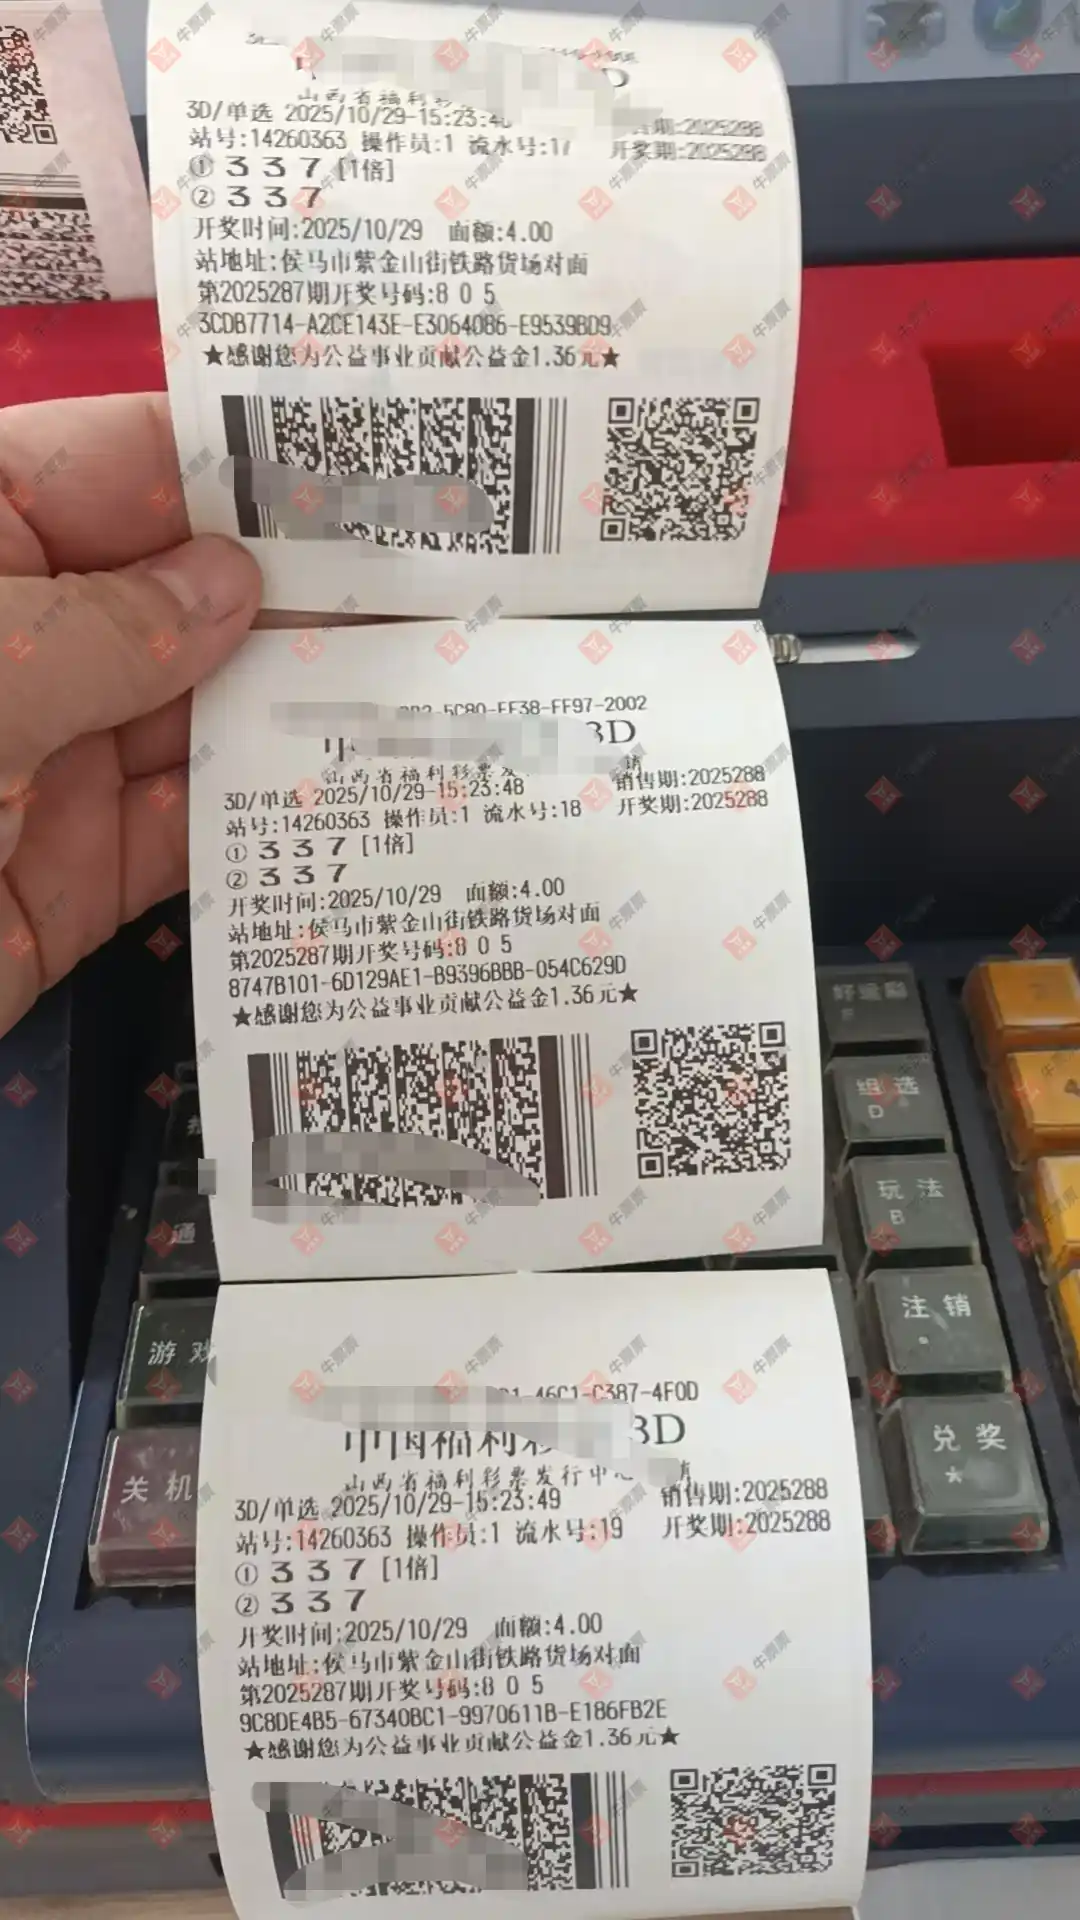 山西省福利彩
3D/单选 2025/10/29-15:23:4
站号:14260363 操作员:1 流水号:17 开奖期:2025288
售期:2025288
① 3 3 7 [1倍]
② 3 3 7
开奖时间:2025/10/29 面额:4.00
站地址:侯马市紫金山街铁路货场对面
第2025287期开奖号码:8 0 5
3CDB7714-A2CE143E-E3064086-E9539BD9
★感谢您为公益事业贡献公益金1.36元★
5C80-FF38-FF97-2002
3D
山西省福利彩票发 销
3D/单选 2025/10/29-15:23:48 销售期:2025288
站号:14260363 操作员:1 流水号:18 开奖期:2025288
① 3 3 7 [1倍]
② 3 3 7
开奖时间:2025/10/29 面额:4.00
站地址:侯马市紫金山街铁路货场对面
第2025287期开奖号码:8 0 5
8747B101-6D129AE1-B9396BBB-054C629D
★感谢您为公益事业贡献公益金1.36元★
46C1-C387-4F0D
中国福利彩 3D
山西省福利彩票发行中心 销
3D/单选 2025/10/29-15:23:49 销售期:2025288
站号:14260363 操作员:1 流水号:19 开奖期:2025288
① 3 3 7 [1倍]
② 3 3 7
开奖时间:2025/10/29 面额:4.00
站地址:侯马市紫金山街铁路货场对面
第2025287期开奖号码:8 0 5
9C8DE4B5-67340BC1-9970611B-E186FB2E
★感谢您为公益事业贡献公益金1.36元★
好运彩
组选
D
玩法
B
注销
兑奖
*
通
游戏
关机
牛票票